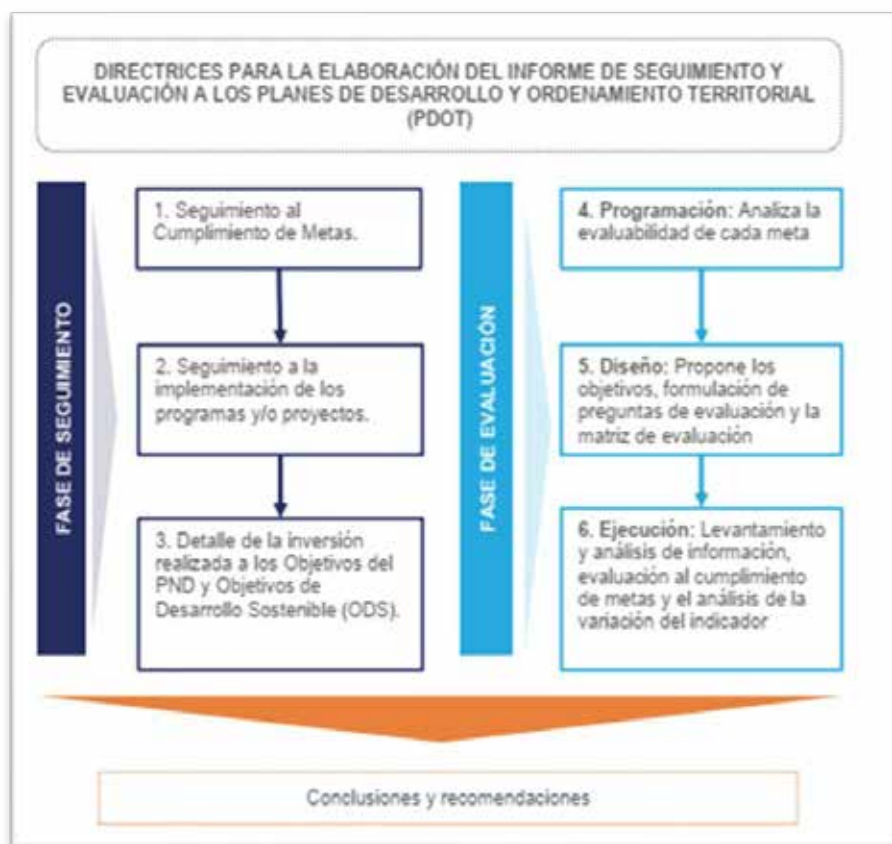 DIRECTRICES PARA LA ELABORACIÓN DEL INFORME DE SEGUIMIENTO Y
EVALUACIÓN A LOS PLANES DE DESARROLLO Y ORDENAMIENTO TERRITORIAL
(PDOT)
FASE DE SEGUIMIENTO
1. Seguimiento al
Cumplimiento de Metas.
2. Seguimiento a la
implementación de los
programas y/o proyectos.
3. Detalle de la inversión
realizada a los Objetivos del
PND y Objetivos de
Desarrollo Sostenible (ODS).
FASE DE EVALUACIÓN
4. Programación: Analiza la
evaluabilidad de cada meta
5. Diseño: Propone los
objetivos, formulación de
preguntas de evaluación y la
matriz de evaluación
6. Ejecución: Levantamiento
y análisis de información,
evaluación al cumplimiento
de metas y el análisis de la
variación del indicador
Conclusiones y recomendaciones